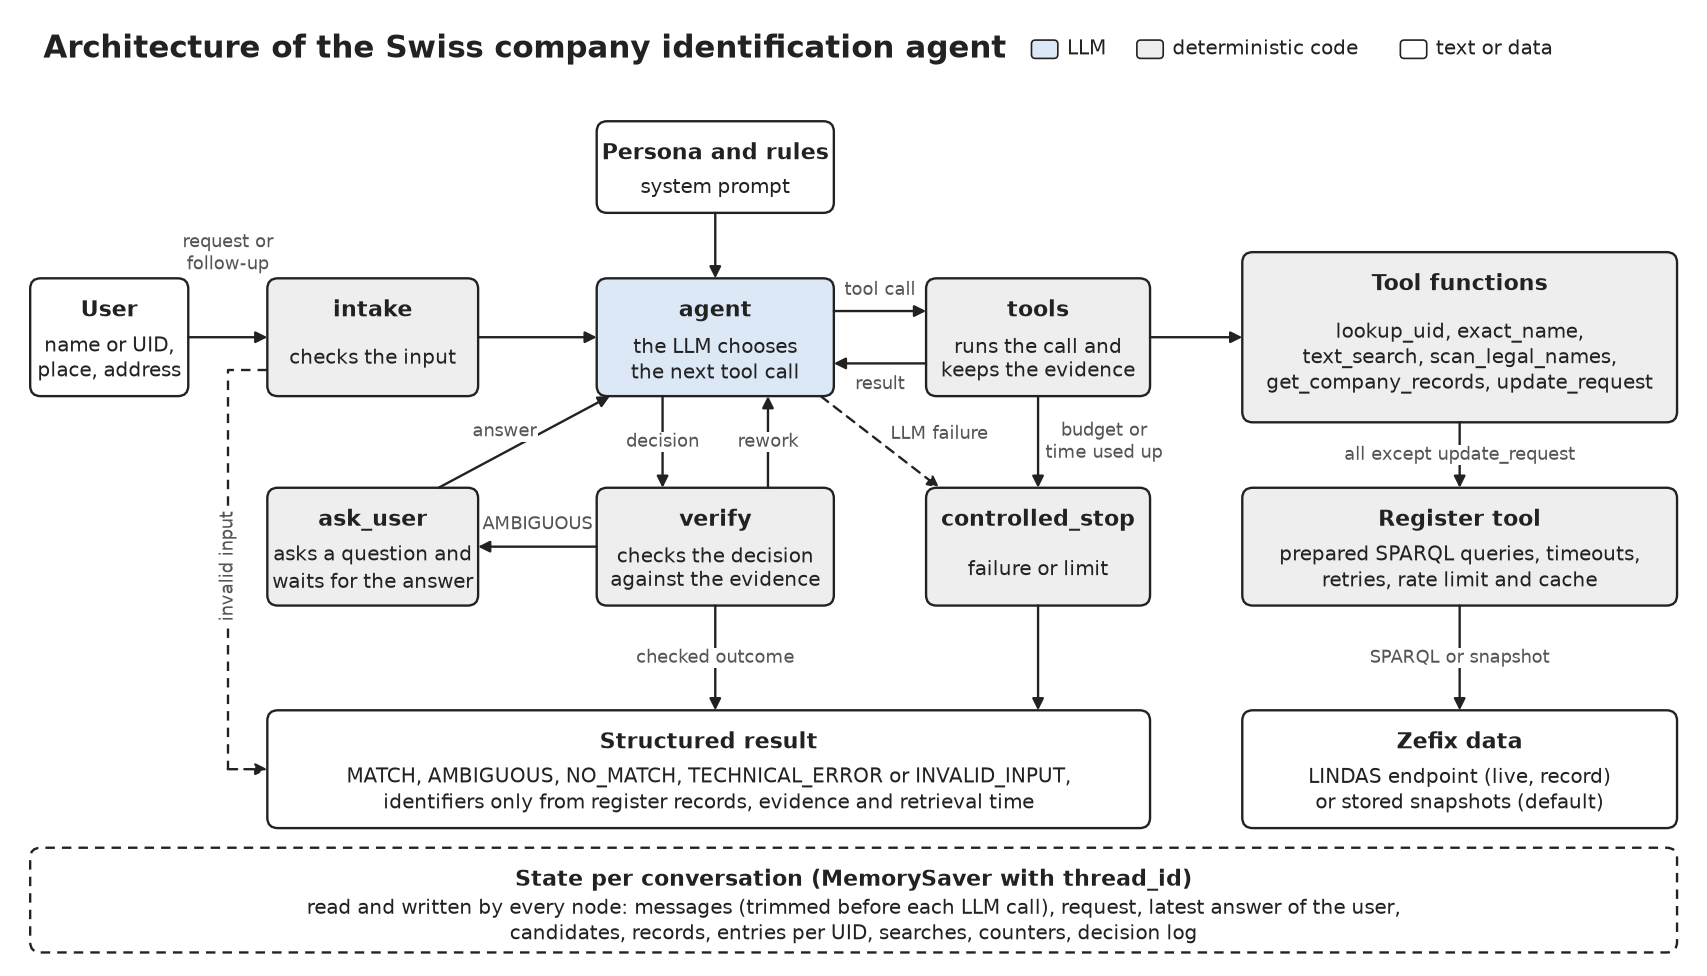 Architecture of the Swiss company identification agent
LLM
deterministic code
text or data
Persona and rules
system prompt
request or
follow-up
User
name or UID,
place, address
intake
checks the input
agent
the LLM chooses
the next tool call
tool call
result
tools
runs the call and
keeps the evidence
Tool functions
lookup_uid, exact_name,
text_search, scan_legal_names,
get_company_records, update_request
answer
decision
rework
LLM failure
budget or
time used up
all except update_request
invalid input
ask_user
asks a question and
waits for the answer
AMBIGUOUS
verify
checks the decision
against the evidence
controlled_stop
failure or limit
Register tool
prepared SPARQL queries, timeouts,
retries, rate limit and cache
checked outcome
SPARQL or snapshot
Structured result
MATCH, AMBIGUOUS, NO_MATCH, TECHNICAL_ERROR or INVALID_INPUT,
identifiers only from register records, evidence and retrieval time
Zefix data
LINDAS endpoint (live, record)
or stored snapshots (default)
State per conversation (MemorySaver with thread_id)
read and written by every node: messages (trimmed before each LLM call), request, latest answer of the user,
candidates, records, entries per UID, searches, counters, decision log